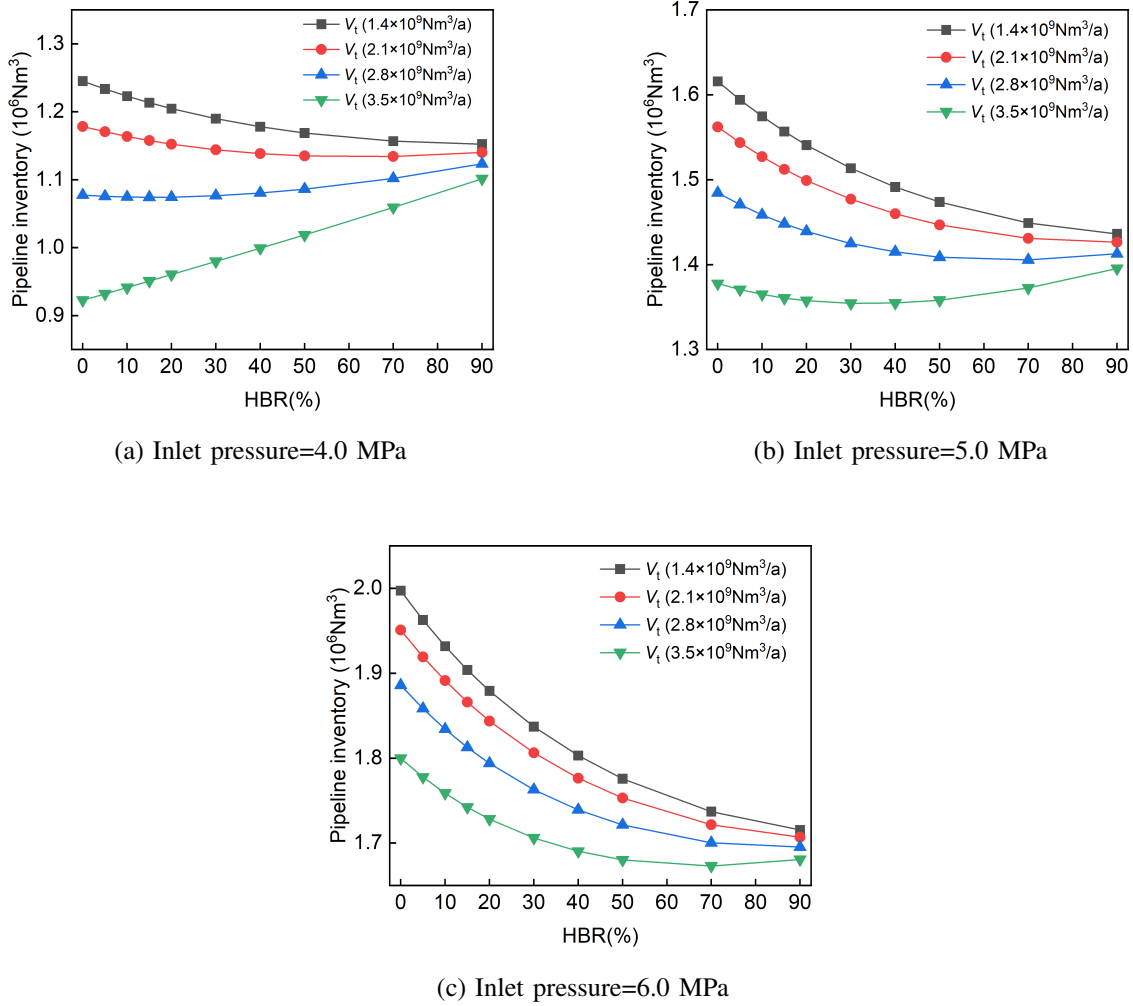 1.3
1.2
1.1
1.0
0.9
Pipeline inventory (10⁶Nm³)
Vₜ (1.4×10⁹Nm³/a)
Vₜ (2.1×10⁹Nm³/a)
Vₜ (2.8×10⁹Nm³/a)
Vₜ (3.5×10⁹Nm³/a)
0 10 20 30 40 50 60 70 80 90
HBR(%)
(a) Inlet pressure=4.0 MPa
1.7
1.6
1.5
1.4
1.3
Pipeline inventory (10⁶Nm³)
Vₜ (1.4×10⁹Nm³/a)
Vₜ (2.1×10⁹Nm³/a)
Vₜ (2.8×10⁹Nm³/a)
Vₜ (3.5×10⁹Nm³/a)
0 10 20 30 40 50 60 70 80 90
HBR(%)
(b) Inlet pressure=5.0 MPa
2.0
1.9
1.8
1.7
Pipeline inventory (10⁶Nm³)
Vₜ (1.4×10⁹Nm³/a)
Vₜ (2.1×10⁹Nm³/a)
Vₜ (2.8×10⁹Nm³/a)
Vₜ (3.5×10⁹Nm³/a)
0 10 20 30 40 50 60 70 80 90
HBR(%)
(c) Inlet pressure=6.0 MPa